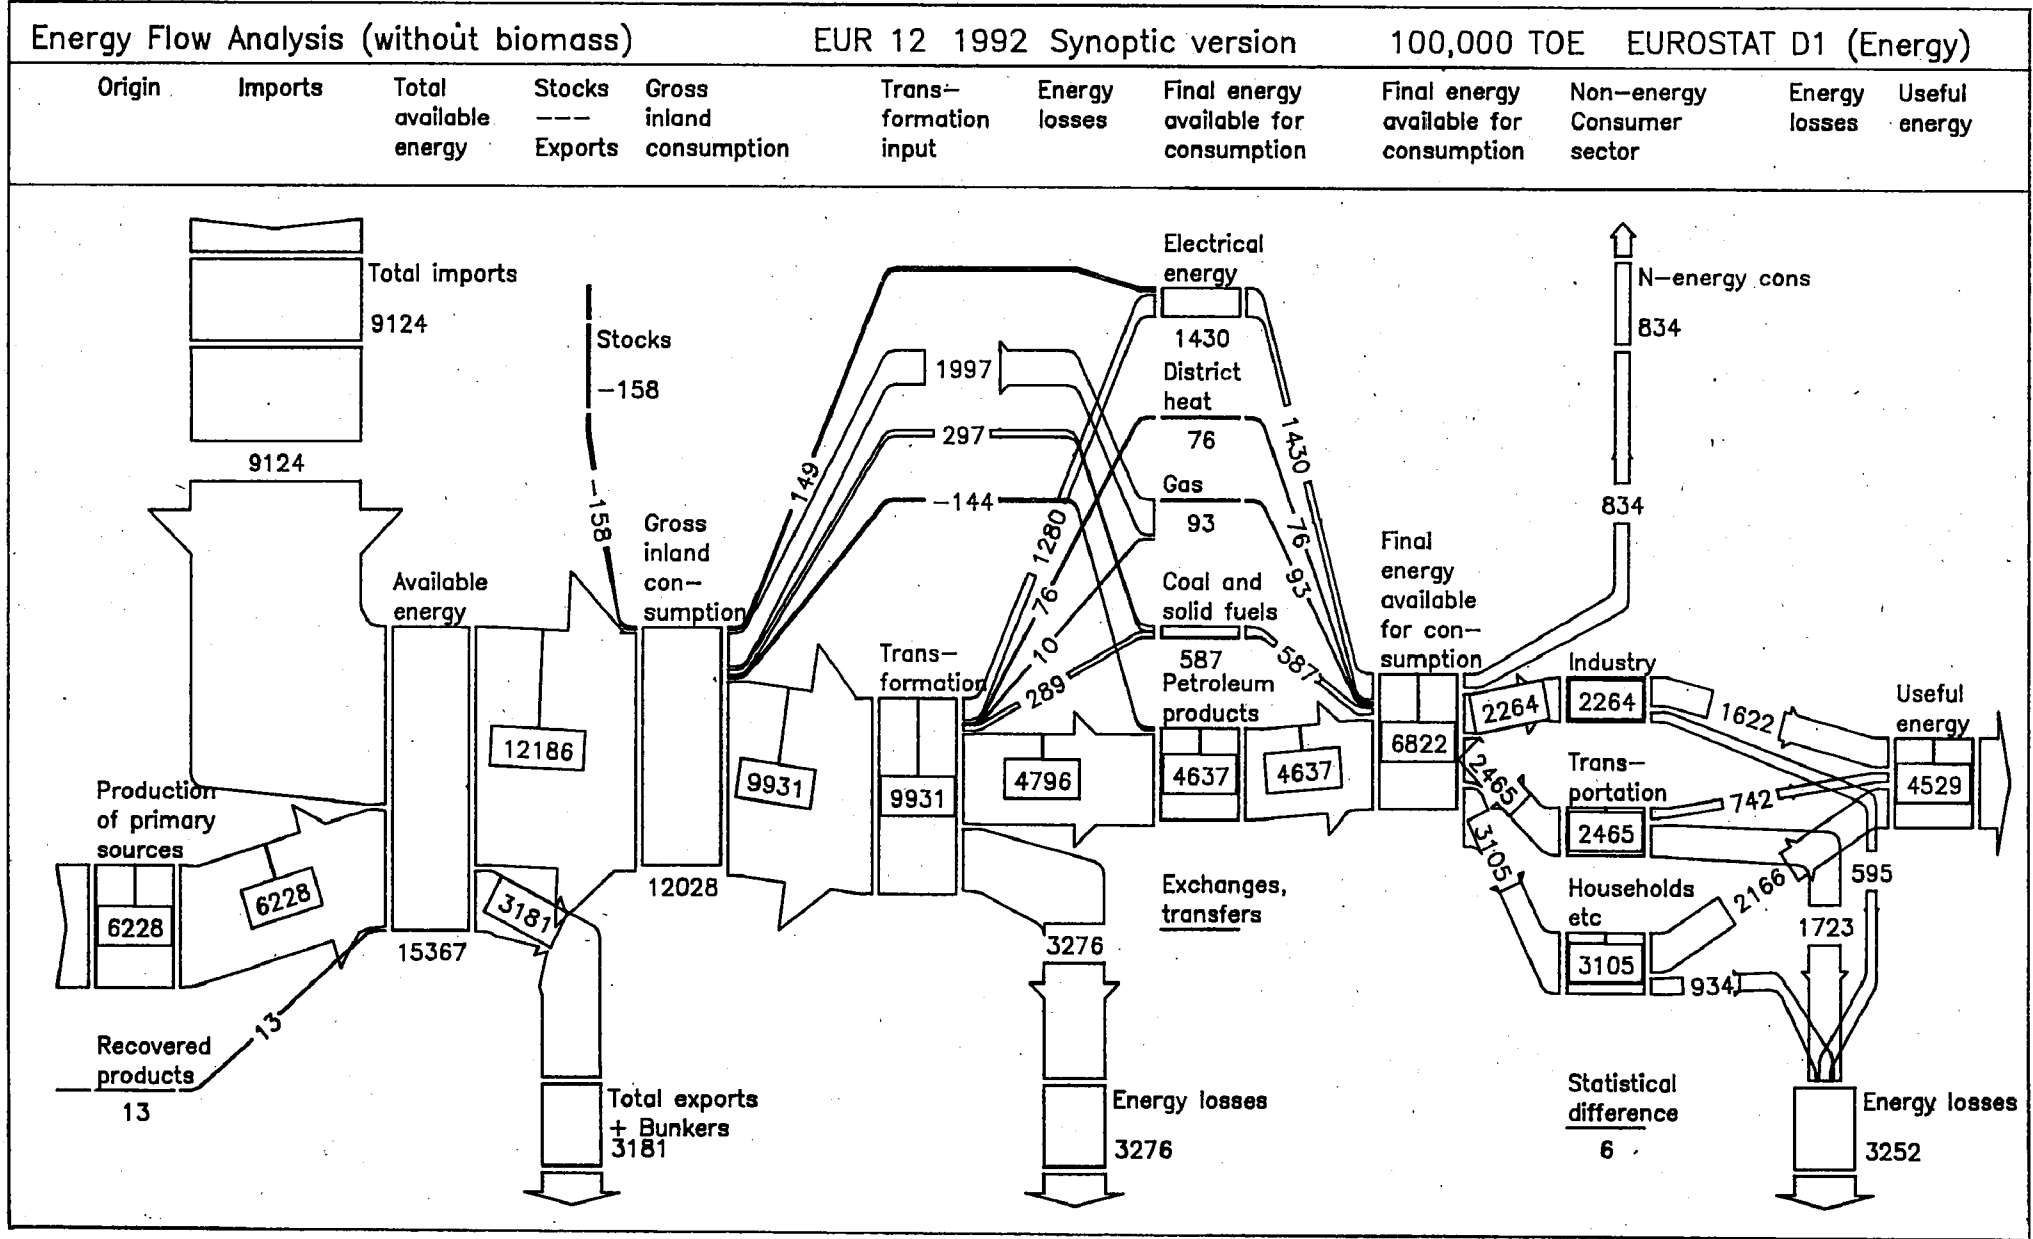 Energy Flow Analysis (without biomass) EUR 12 1992 Synoptic version 100,000 TOE EUROSTAT D1 (Energy)
Origin
Imports
Total
available
energy
Stocks
---
Exports
Gross
inland
consumption
Trans-
formation
input
Energy
losses
Final energy
available for
consumption
Final energy
available for
consumption
Non-energy
Consumer
sector
Energy
losses
Useful
energy
Total imports
9124
9124
Production
of primary
sources
6228
6228
Recovered
products
13
13
Available
energy
15367
12186
3181
Total exports
+ Bunkers
3181
Stocks
-158
-158
Gross
inland
con-
sumption
12028
149
1997
297
-144
9931
Trans-
formation
9931
1280
76
10
289
4796
3276
Energy losses
3276
Electrical
energy
1430
District
heat
76
Gas
93
Coal and
solid fuels
587
Petroleum
products
4637
Exchanges,
transfers
1430
76
93
587
4637
Final
energy
available
for con-
sumption
6822
N-energy cons
834
834
2264
2465
3105
Industry
2264
Trans-
portation
2465
Households
etc
3105
1622
742
2166
595
1723
934
Useful
energy
4529
Statistical
difference
6
Energy losses
3252